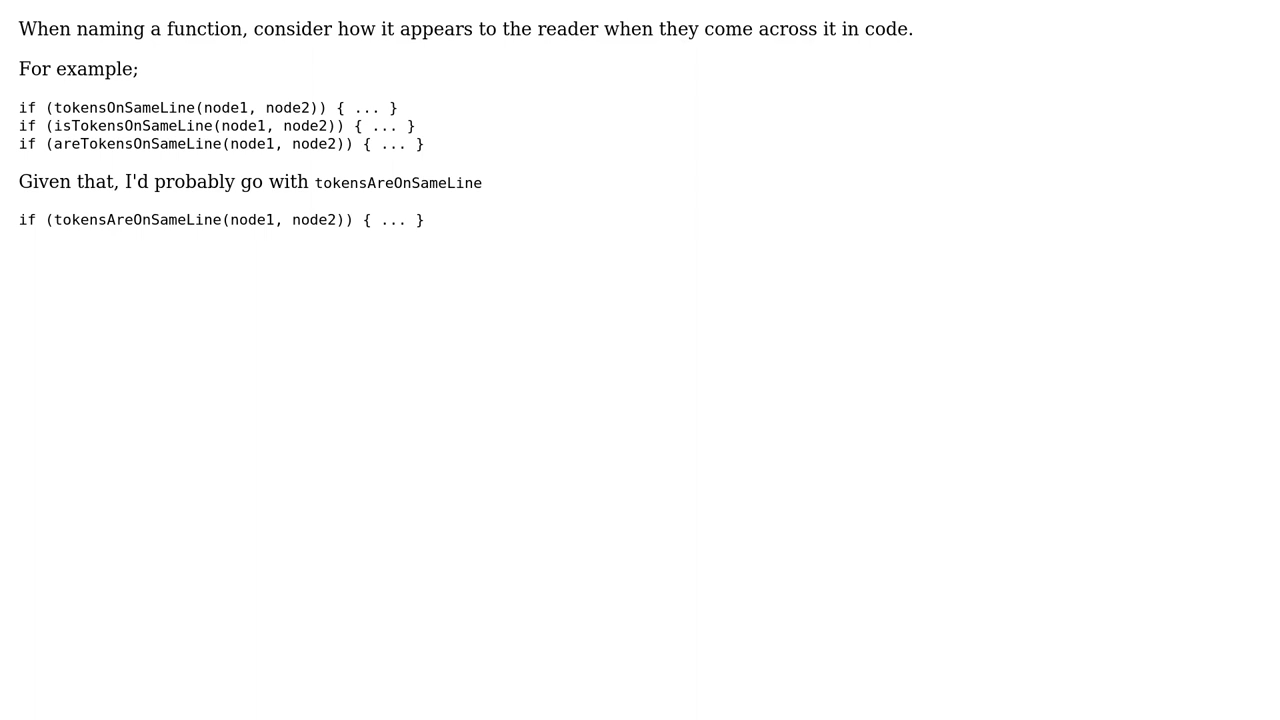 When naming a function, consider how it appears to the reader when they come across it in code.
For example;
if (tokensOnSameLine(node1, node2)) { ... }
if (isTokensOnSameLine(node1, node2)) { ... }
if (areTokensOnSameLine(node1, node2)) { ... }
Given that, I'd probably go with tokensAreOnSameLine
if (tokensAreOnSameLine(node1, node2)) { ... }